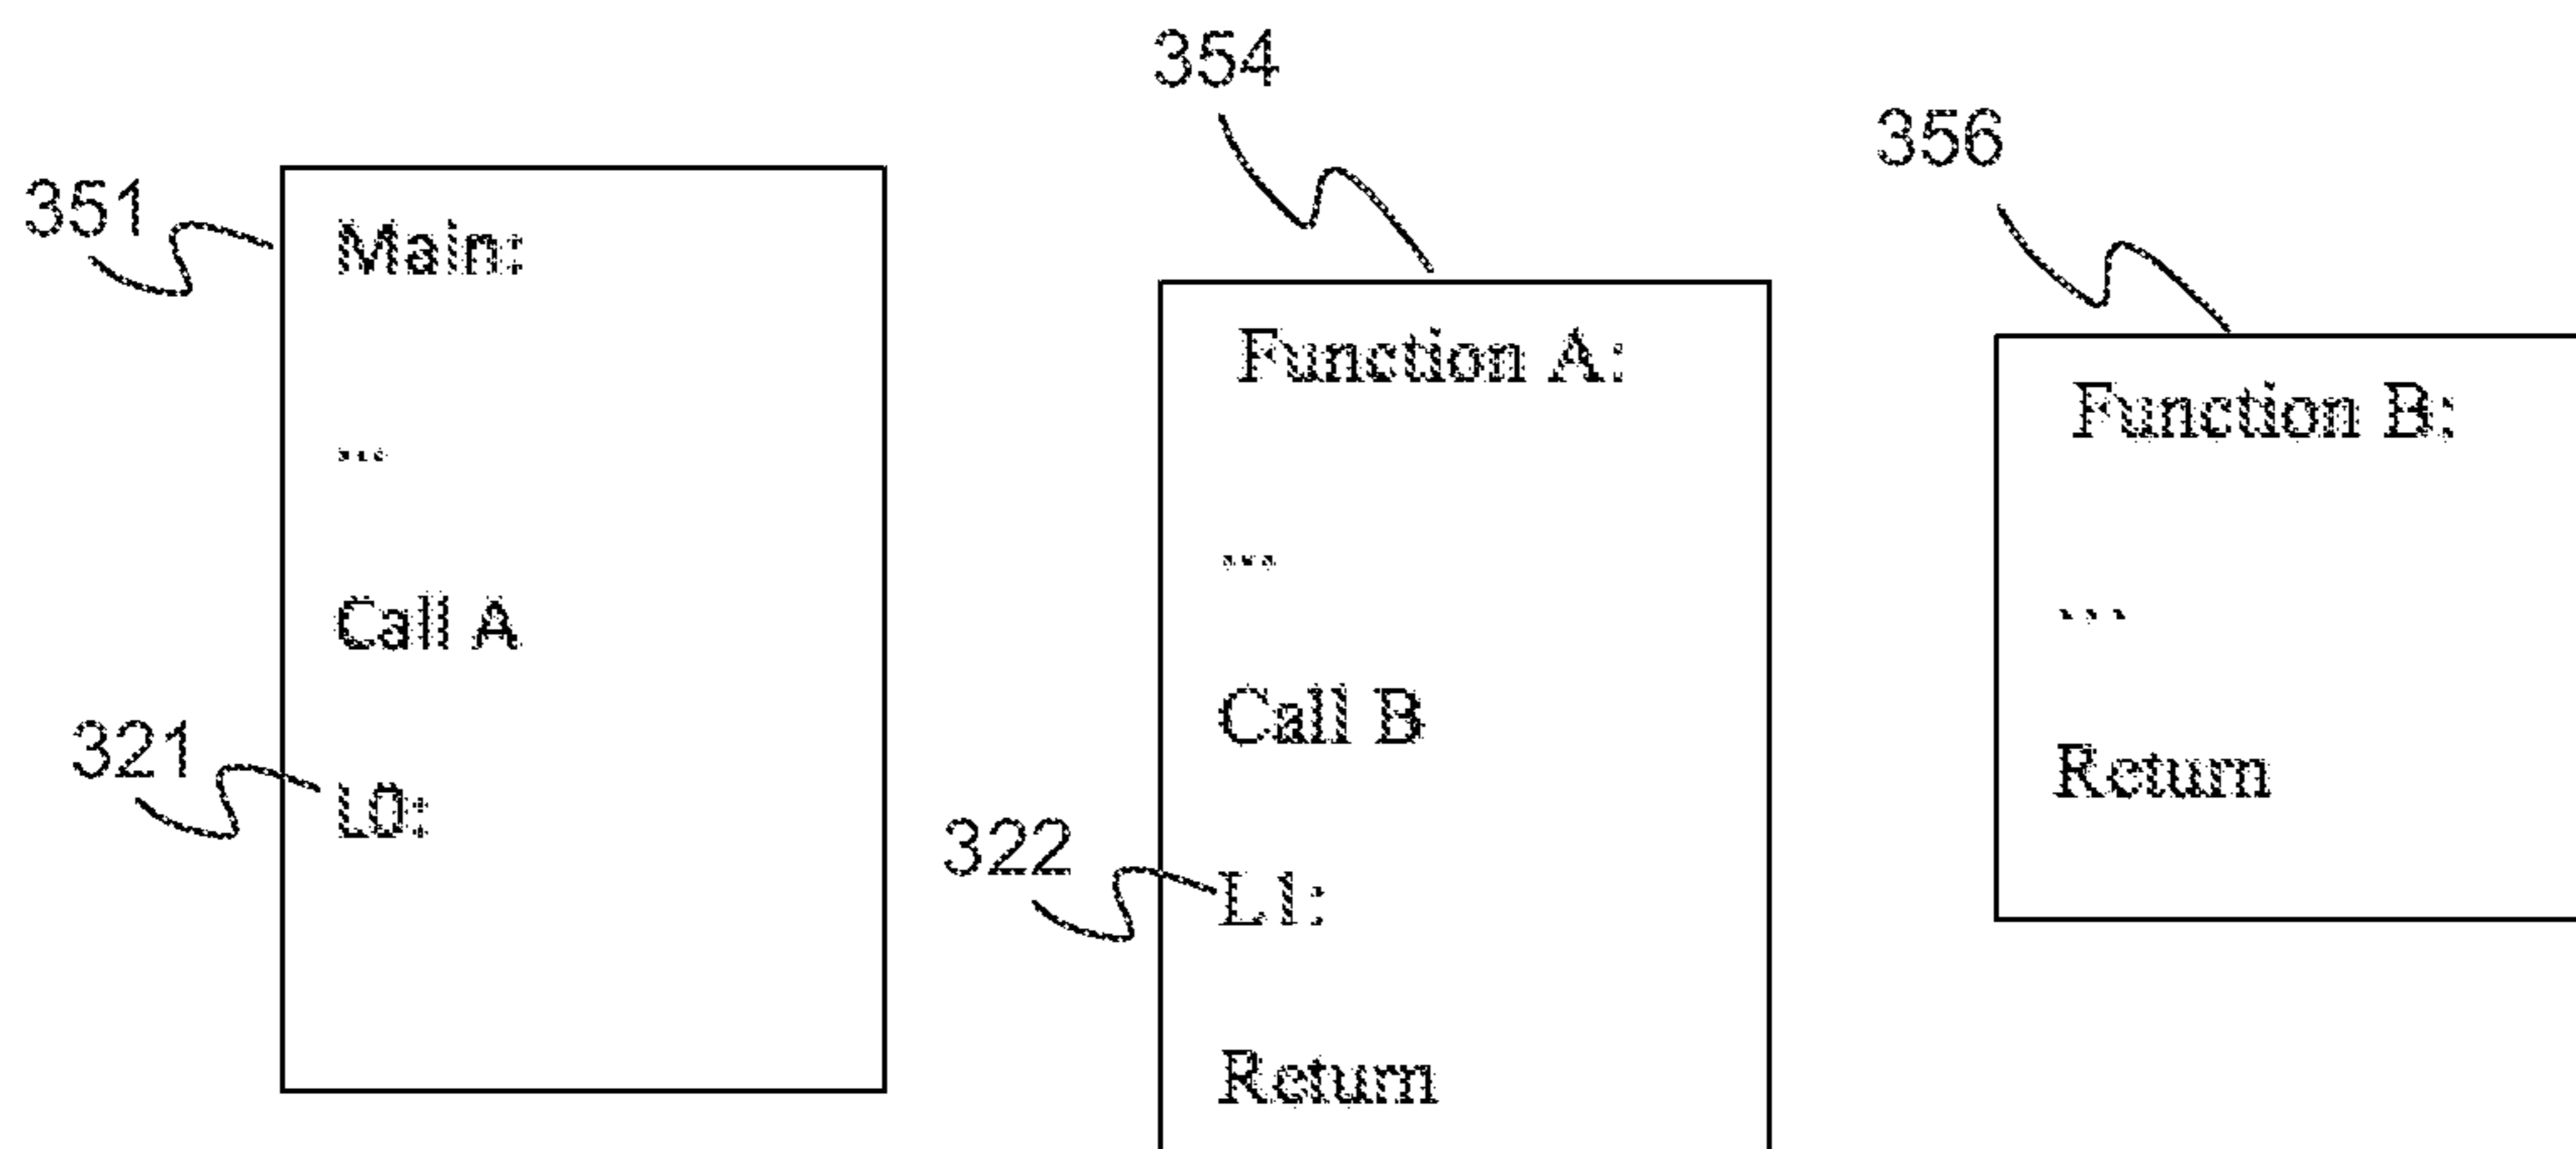 351
Main:
...
Call A
321
L0:
354
Function A:
...
Call B
322
L1:
Return
356
Function B:
...
Return